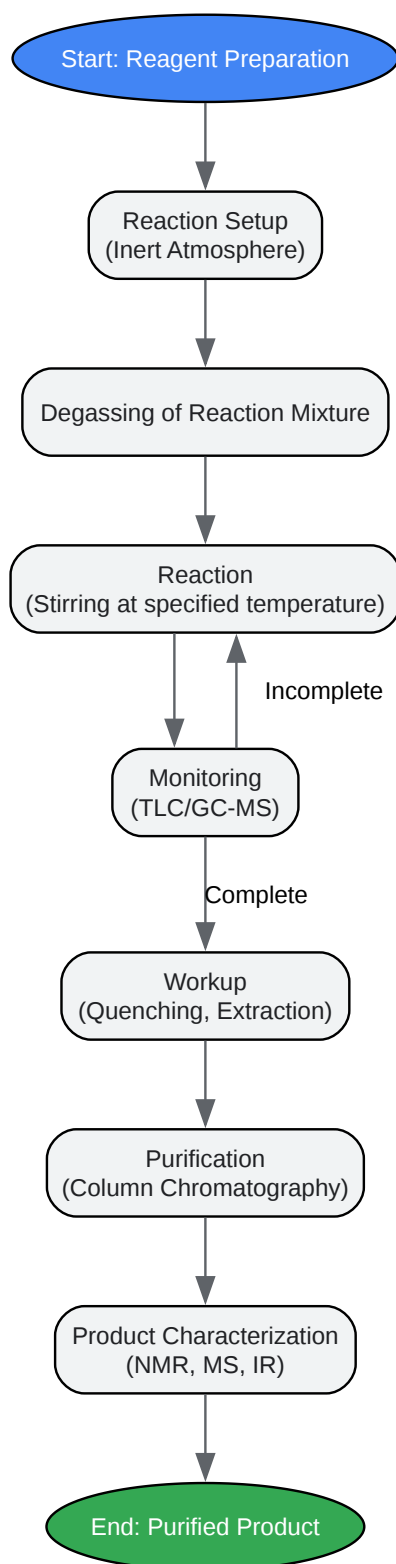 Start: Reagent Preparation
Reaction Setup
(Inert Atmosphere)
Degassing of Reaction Mixture
Reaction
(Stirring at specified temperature)
Incomplete
Monitoring
(TLC/GC-MS)
Complete
Workup
(Quenching, Extraction)
Purification
(Column Chromatography)
Product Characterization
(NMR, MS, IR)
End: Purified Product